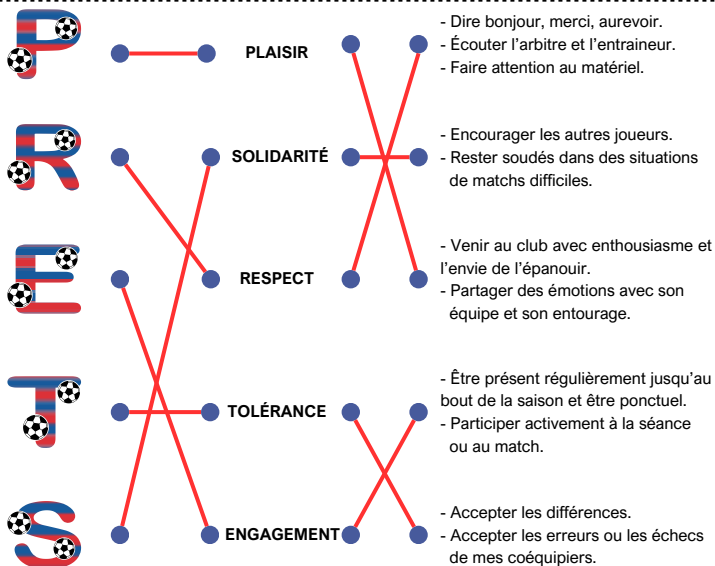 P
PLAISIR
- Dire bonjour, merci, aurevoir.
- Écouter l'arbitre et l'entraineur.
- Faire attention au matériel.
R
SOLIDARITÉ
- Encourager les autres joueurs.
- Rester soudés dans des situations
de matchs difficiles.
E
RESPECT
- Venir au club avec enthousiasme et
l'envie de l'épanouir.
- Partager des émotions avec son
équipe et son entourage.
T
TOLÉRANCE
- Être présent régulièrement jusqu'au
bout de la saison et être ponctuel.
- Participer activement à la séance
ou au match.
S
ENGAGEMENT
- Accepter les différences.
- Accepter les erreurs ou les échecs
de mes coéquipiers.